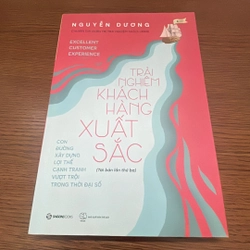 NGUYỄN DƯƠNG
EXCELLENT
CUSTOMER
EXPERIENCE
TRẢI
NGHIỆM
KHÁCH
HÀNG
XUẤT
SẮC
(Tái bản lần thứ ba)
CON
ĐƯỜNG
XÂY DỰNG
LỢI THẾ
CẠNH TRANH
VƯỢT TRỘI
TRONG THỜI ĐẠI SỐ